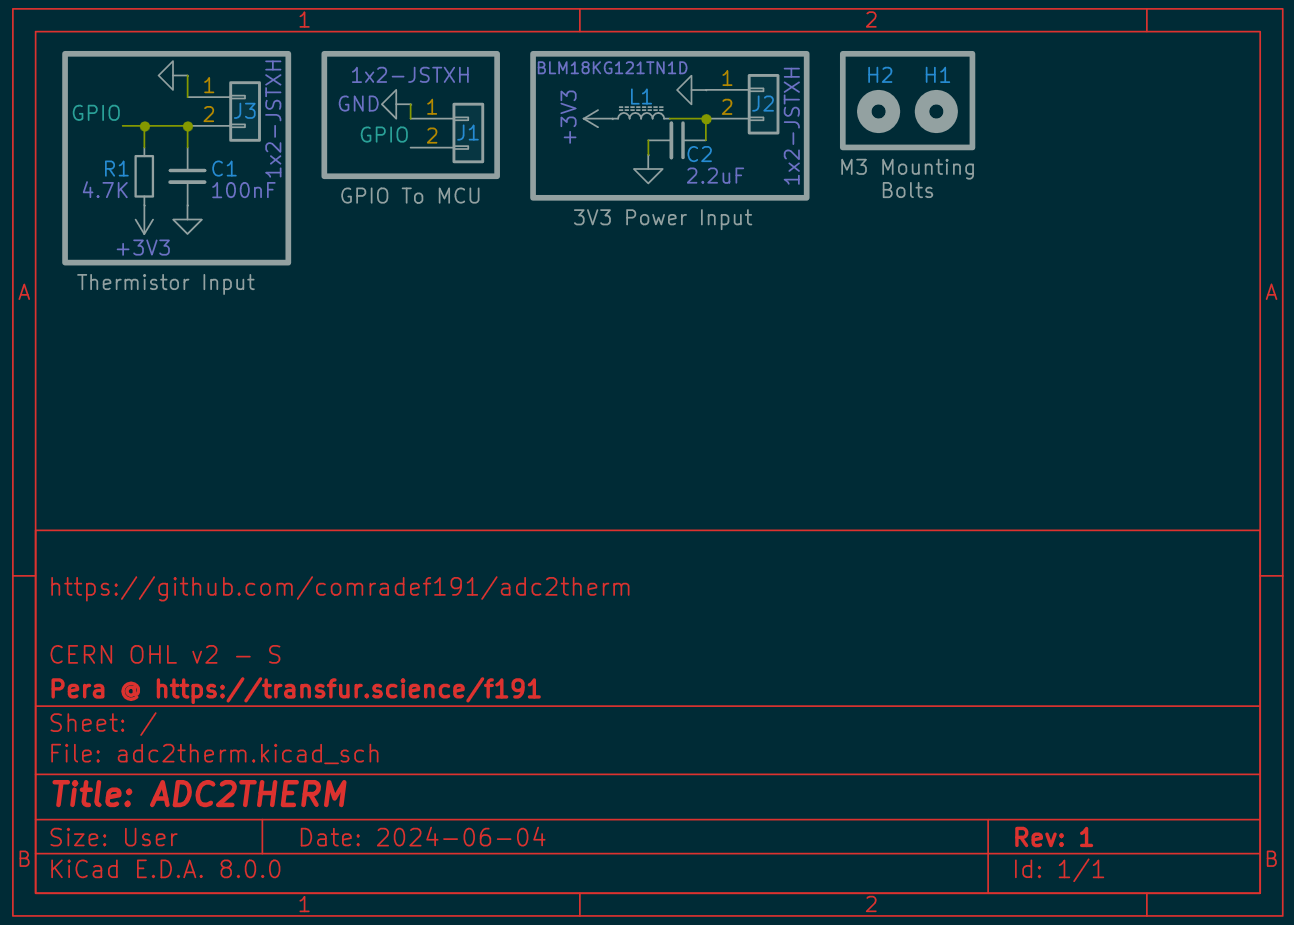 1
2
GPIO
1
2
J3
1x2-JSTXH
R1
4.7K
C1
100nF
+3V3
Thermistor Input
1x2-JSTXH
GND
1
GPIO
2
J1
GPIO To MCU
BLM18KG121TN1D
+3V3
L1
1
2
J2
1x2-JSTXH
C2
2.2uF
3V3 Power Input
H2
H1
M3 Mounting
Bolts
A
A
https://github.com/comradef191/adc2therm
CERN OHL v2 - S
Pera @ https://transfur.science/f191
Sheet: /
File: adc2therm.kicad_sch
Title: ADC2THERM
Size: User
Date: 2024-06-04
Rev: 1
KiCad E.D.A. 8.0.0
Id: 1/1
B
B
1
2